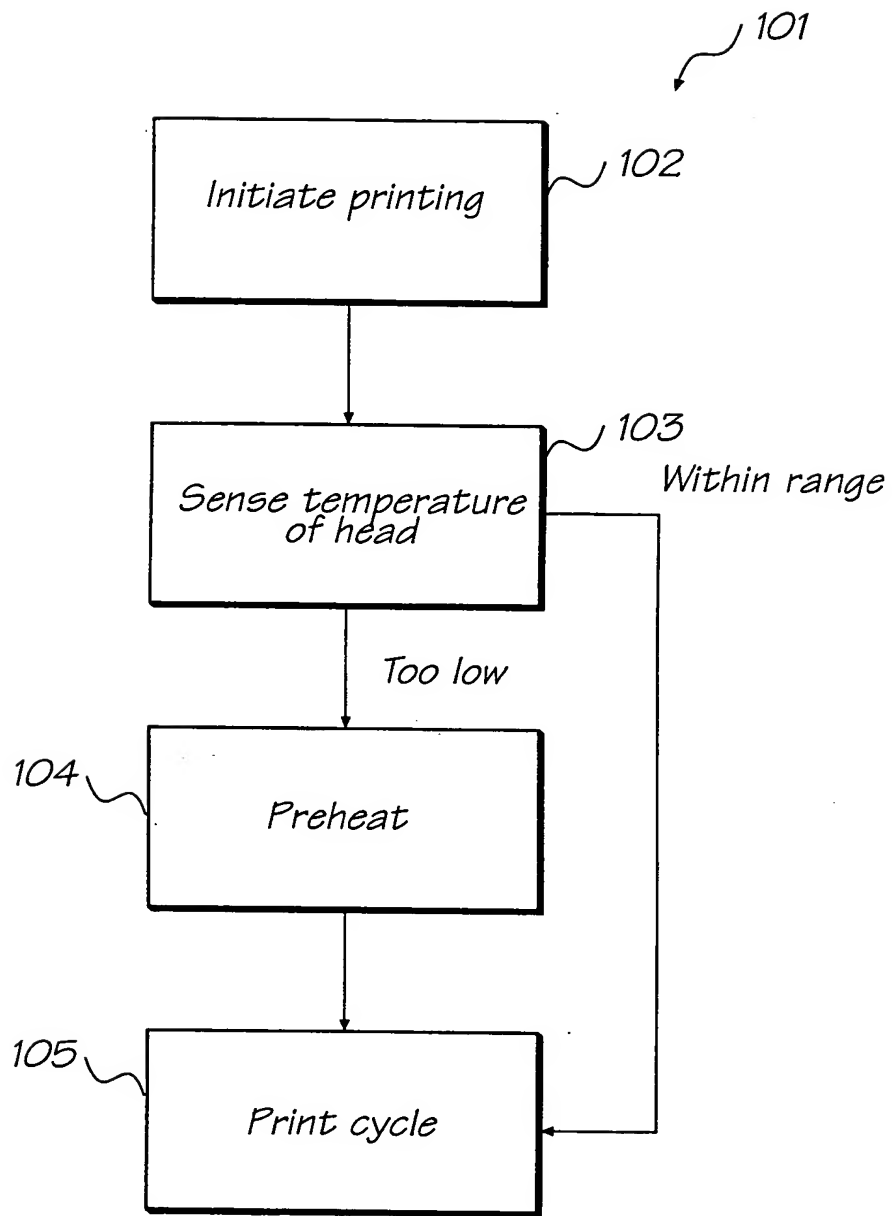 101
Initiate printing
102
103
Within range
Sense temperature
of head
Too low
104
Preheat
105
Print cycle